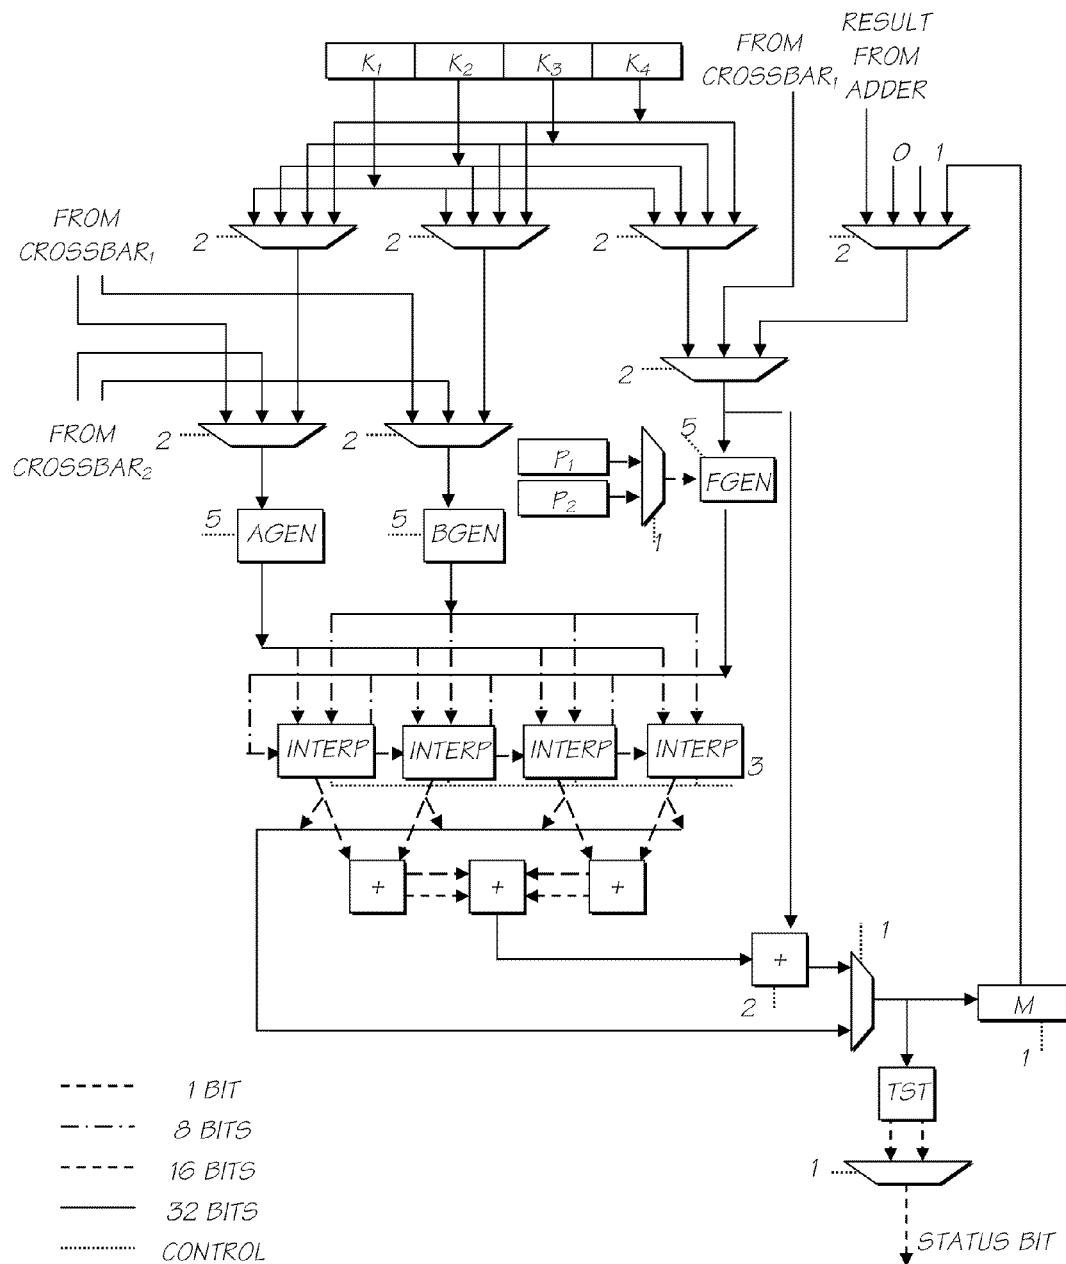 RESULT
FROM
ADDER
FROM
CROSSBAR₁
K₁ K₂ K₃ K₄
0 1
FROM
CROSSBAR₁
2 2 2 2
2
FROM
CROSSBAR₂
2 2
P₁
P₂
1
5
FGEN
5 AGEN
5 BGEN
INTERP INTERP INTERP INTERP
3
+ + +
1
+
2
M
1
TST
1
STATUS BIT
1 BIT
8 BITS
16 BITS
32 BITS
CONTROL